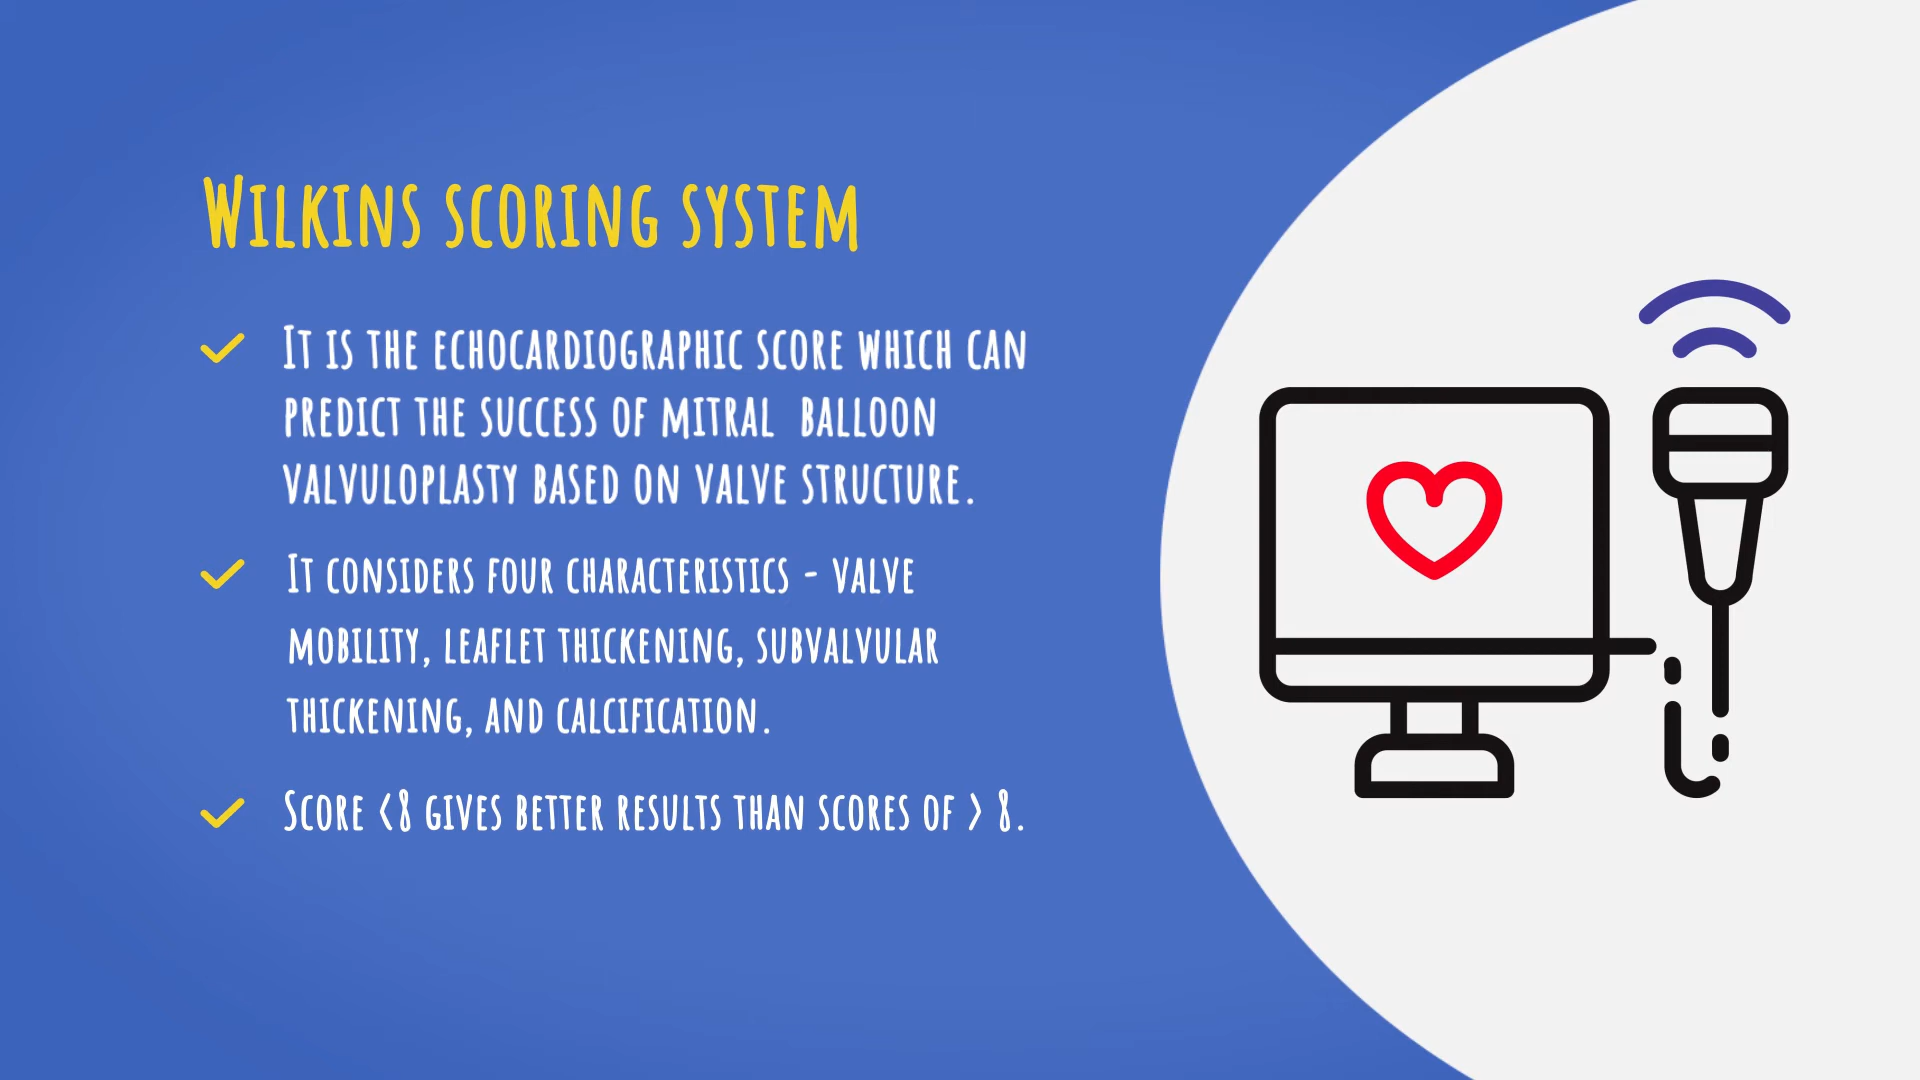 Wilkins scoring system
It is the echocardiographic score which can
predict the success of mitral balloon
valvuloplasty based on valve structure.
It considers four characteristics - valve
mobility, leaflet thickening, subvalvular
thickening, and calcification.
Score <8 gives better results than scores of > 8.